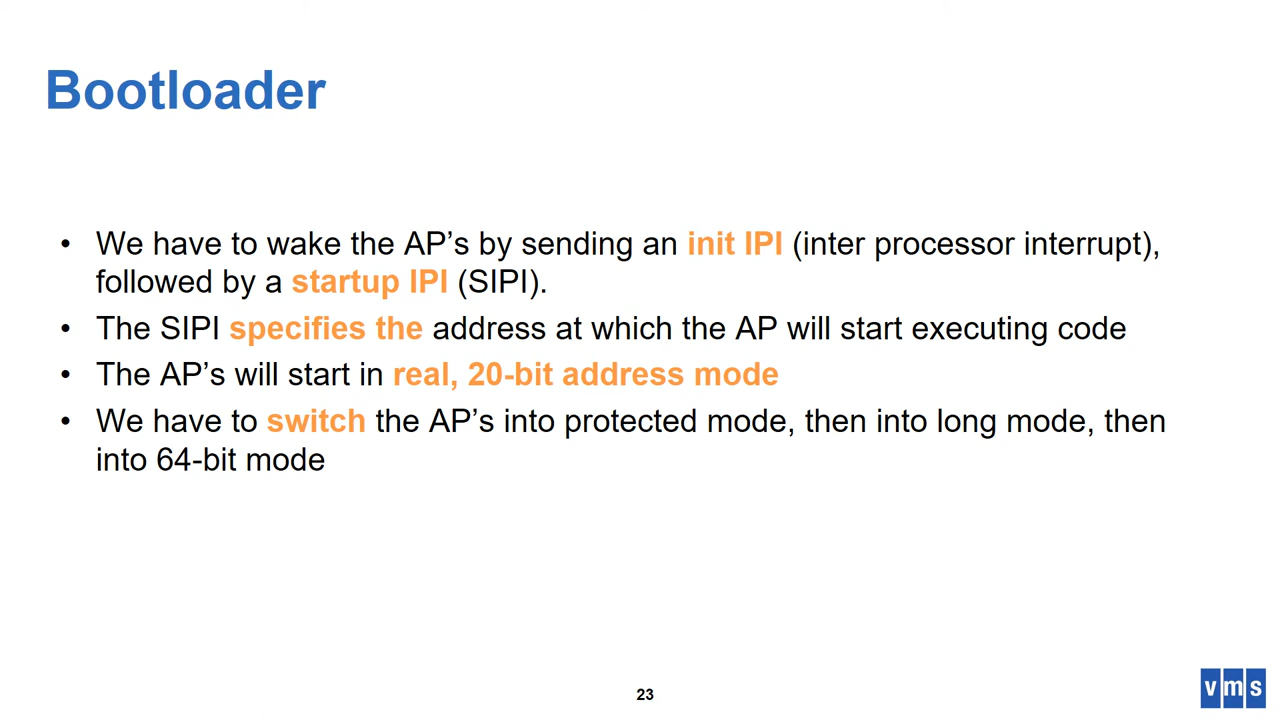 Bootloader
• We have to wake the AP’s by sending an init IPI (inter processor interrupt),
followed by a startup IPI (SIPI).
• The SIPI specifies the address at which the AP will start executing code
• The AP’s will start in real, 20-bit address mode
• We have to switch the AP’s into protected mode, then into long mode, then
into 64-bit mode
23
vms